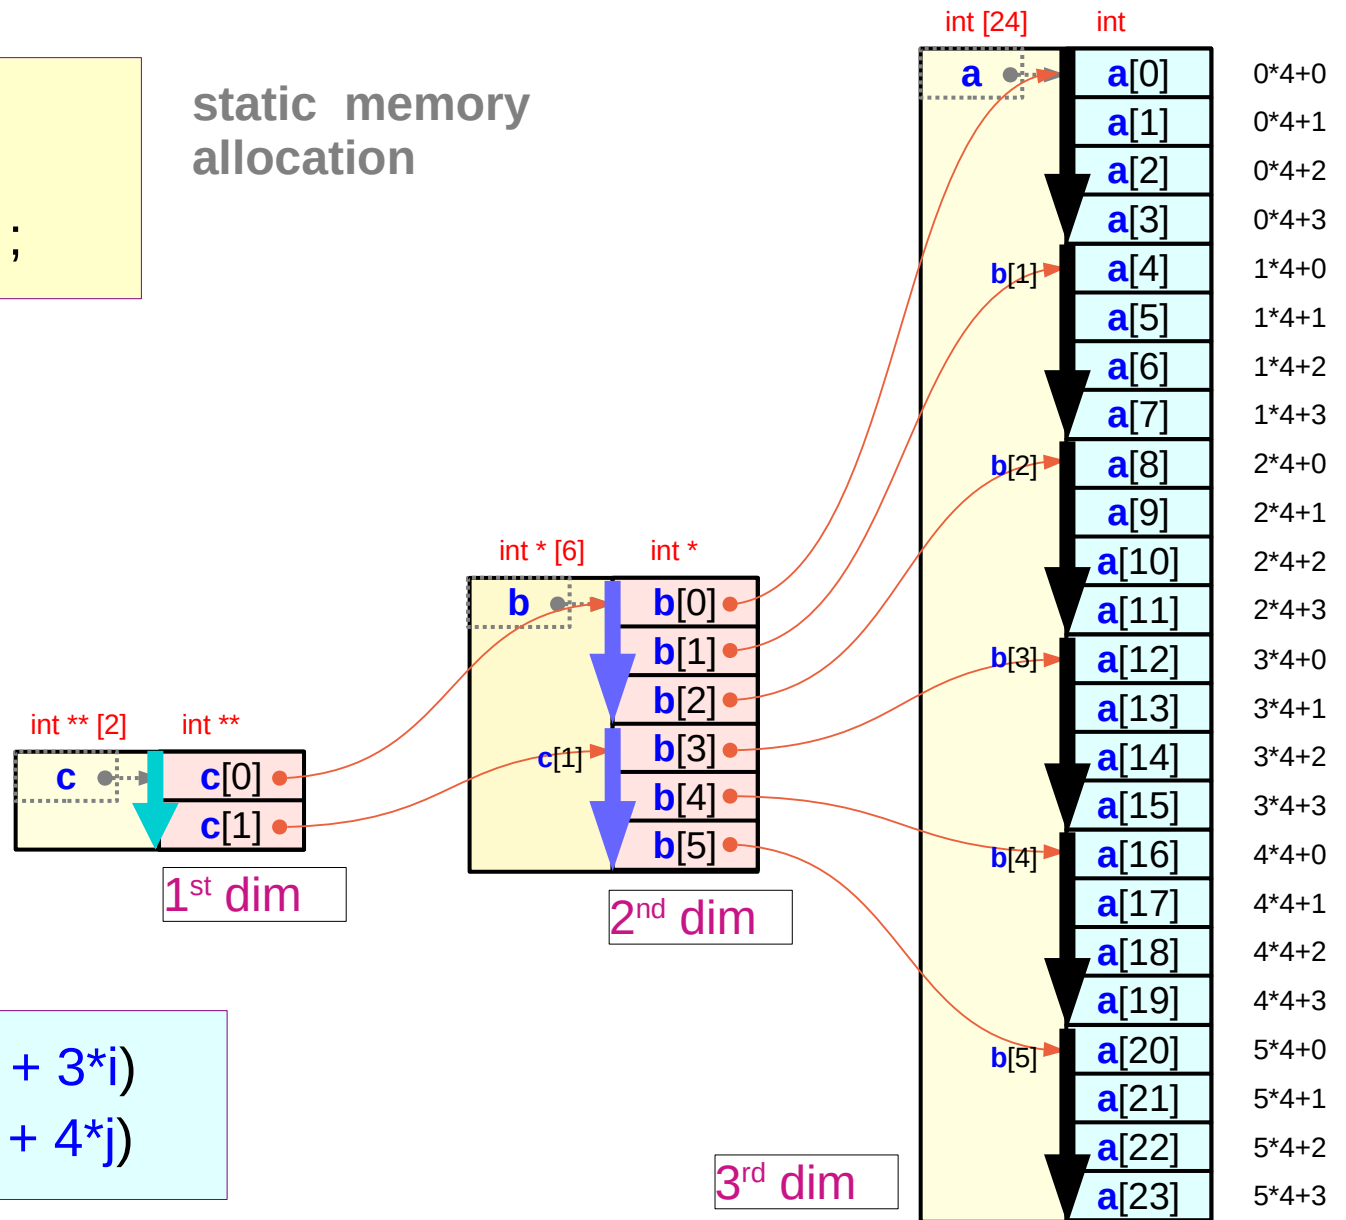 int [24] int
static memory
allocation
;
a a[0] 0*4+0
a[1] 0*4+1
a[2] 0*4+2
a[3] 0*4+3
b[1] a[4] 1*4+0
a[5] 1*4+1
a[6] 1*4+2
a[7] 1*4+3
b[2] a[8] 2*4+0
a[9] 2*4+1
a[10] 2*4+2
a[11] 2*4+3
b[3] a[12] 3*4+0
a[13] 3*4+1
a[14] 3*4+2
a[15] 3*4+3
b[4] a[16] 4*4+0
a[17] 4*4+1
a[18] 4*4+2
a[19] 4*4+3
b[5] a[20] 5*4+0
a[21] 5*4+1
a[22] 5*4+2
a[23] 5*4+3
int * [6] int *
b b[0]
b[1]
b[2]
c[1] b[3]
b[4]
b[5]
int ** [2] int **
c c[0]
c[1]
1st dim
2nd dim
3rd dim
+ 3*i)
+ 4*j)